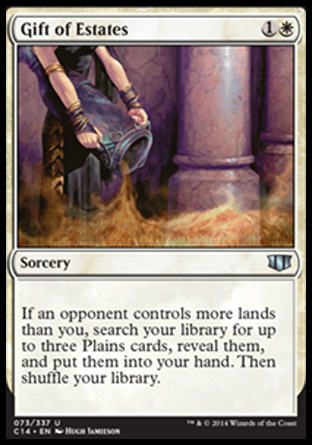 Gift of Estates 1
Sorcery
If an opponent controls more lands
than you, search your library for up
to three Plains cards, reveal them,
and put them into your hand. Then
shuffle your library.
073/337 U
C14 • EN Hugh Jamieson ™ & © 2014 Wizards of the Coast